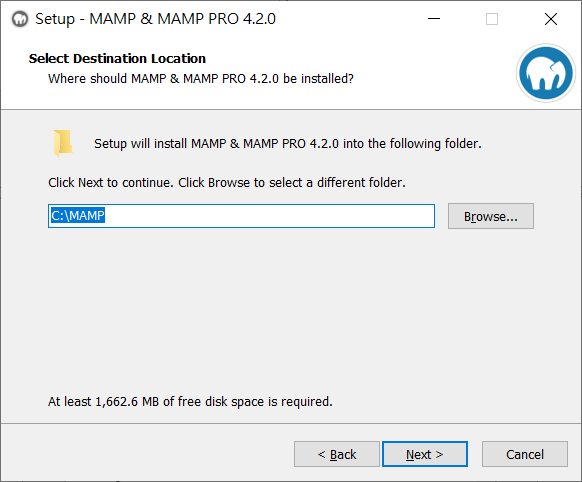 Setup - MAMP & MAMP PRO 4.2.0
Select Destination Location
Where should MAMP & MAMP PRO 4.2.0 be installed?
Setup will install MAMP & MAMP PRO 4.2.0 into the following folder.
Click Next to continue. Click Browse to select a different folder.
C:\MAMP
Browse...
At least 1,662.6 MB of free disk space is required.
< Back
Next >
Cancel